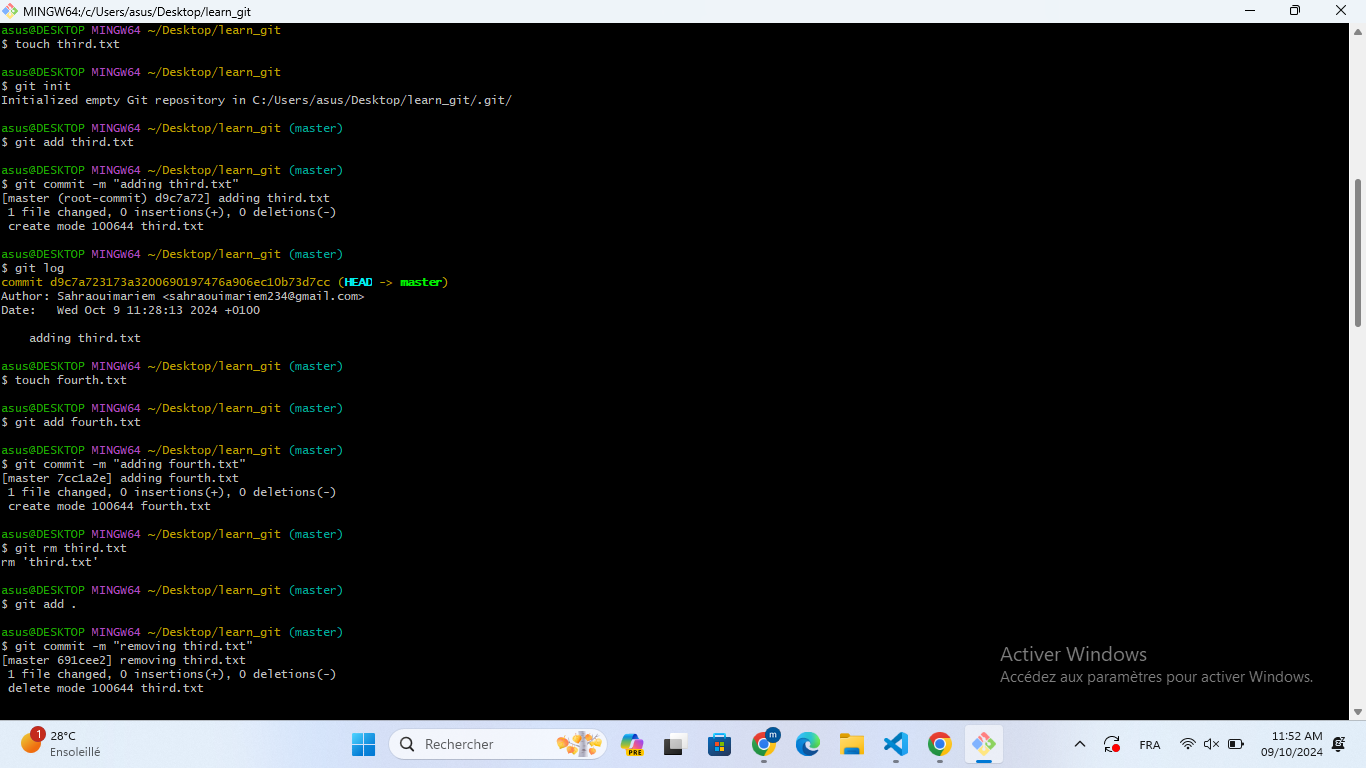 MINGW64:/c/Users/asus/Desktop/learn_git
asus@DESKTOP MINGW64 ~/Desktop/learn_git
$ touch third.txt
asus@DESKTOP MINGW64 ~/Desktop/learn_git
$ git init
Initialized empty Git repository in C:/Users/asus/Desktop/learn_git/.git/
asus@DESKTOP MINGW64 ~/Desktop/learn_git (master)
$ git add third.txt
asus@DESKTOP MINGW64 ~/Desktop/learn_git (master)
$ git commit -m "adding third.txt"
[master (root-commit) d9c7a72] adding third.txt
 1 file changed, 0 insertions(+), 0 deletions(-)
 create mode 100644 third.txt
asus@DESKTOP MINGW64 ~/Desktop/learn_git (master)
$ git log
commit d9c7a723173a3200690197476a906ec10b73d7cc (HEAD -> master)
Author: Sahraouimariem <sahraouimariem234@gmail.com>
Date:   Wed Oct 9 11:28:13 2024 +0100
    adding third.txt
asus@DESKTOP MINGW64 ~/Desktop/learn_git (master)
$ touch fourth.txt
asus@DESKTOP MINGW64 ~/Desktop/learn_git (master)
$ git add fourth.txt
asus@DESKTOP MINGW64 ~/Desktop/learn_git (master)
$ git commit -m "adding fourth.txt"
[master 7cc1a2e] adding fourth.txt
 1 file changed, 0 insertions(+), 0 deletions(-)
 create mode 100644 fourth.txt
asus@DESKTOP MINGW64 ~/Desktop/learn_git (master)
$ git rm third.txt
rm 'third.txt'
asus@DESKTOP MINGW64 ~/Desktop/learn_git (master)
$ git add .
asus@DESKTOP MINGW64 ~/Desktop/learn_git (master)
$ git commit -m "removing third.txt"
[master 691cee2] removing third.txt
 1 file changed, 0 insertions(+), 0 deletions(-)
 delete mode 100644 third.txt
Activer Windows
Accédez aux paramètres pour activer Windows.
1
28°C
Ensoleillé
Rechercher
PRE
m
FRA
11:52 AM
09/10/2024